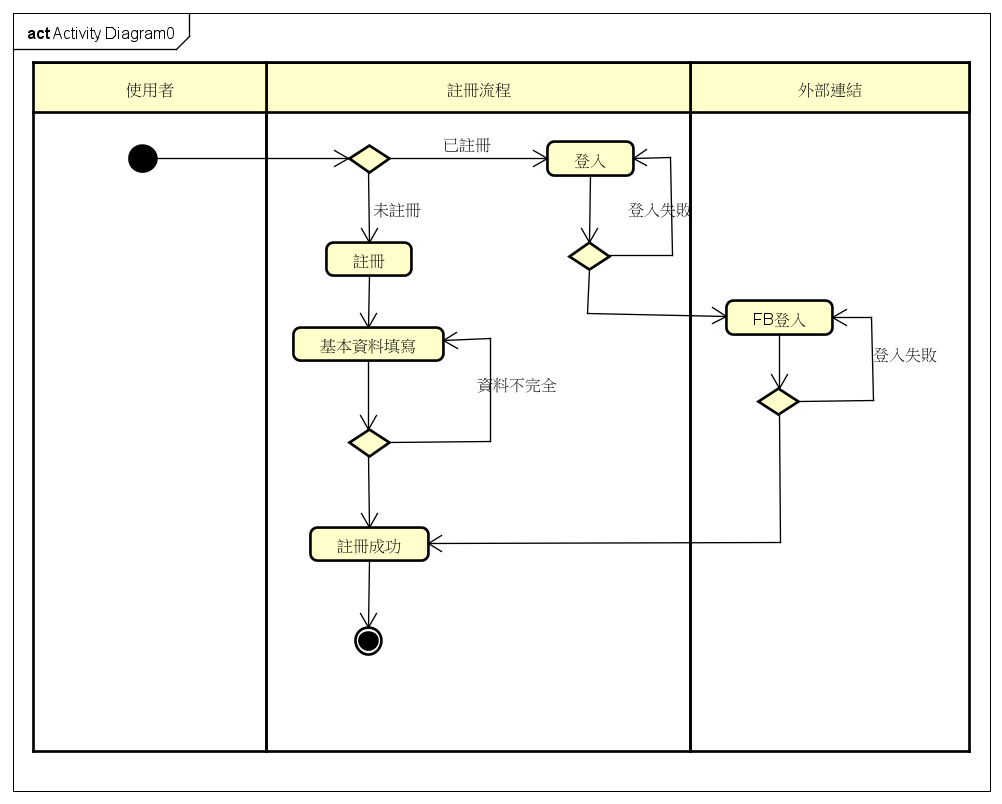 act Activity Diagram0
使用者
註冊流程
外部連結
已註冊
登入
未註冊
登入失敗
註冊
FB登入
基本資料填寫
登入失敗
資料不完全
註冊成功